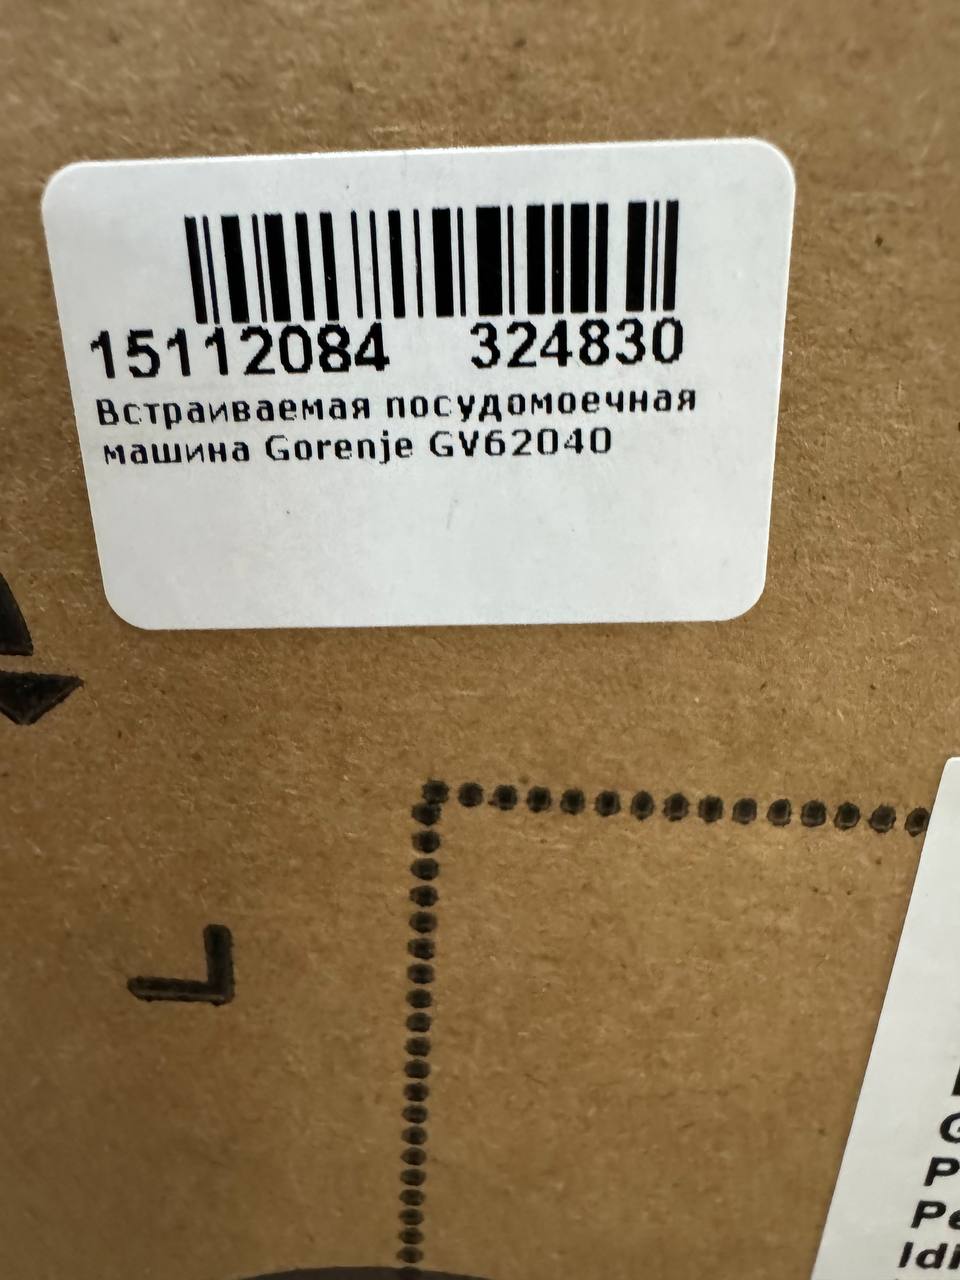 15112084 324830
Встраиваемая посудомоечная
машина Gorenje GV62040